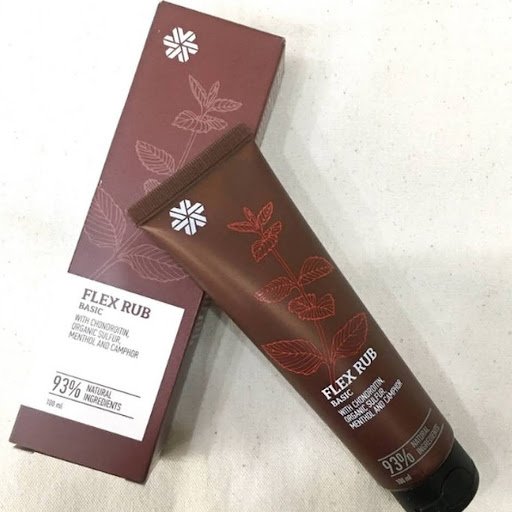 FLEX RUB
BASIC
WITH CHONDROITIN,
ORGANIC SULFUR,
MENTHOL AND CAMPHOR
93% NATURAL
INGREDIENTS
100 ml
FLEX RUB
BASIC
WITH CHONDROITIN,
ORGANIC SULFUR,
MENTHOL AND CAMPHOR
93% NATURAL
INGREDIENTS
100 ml